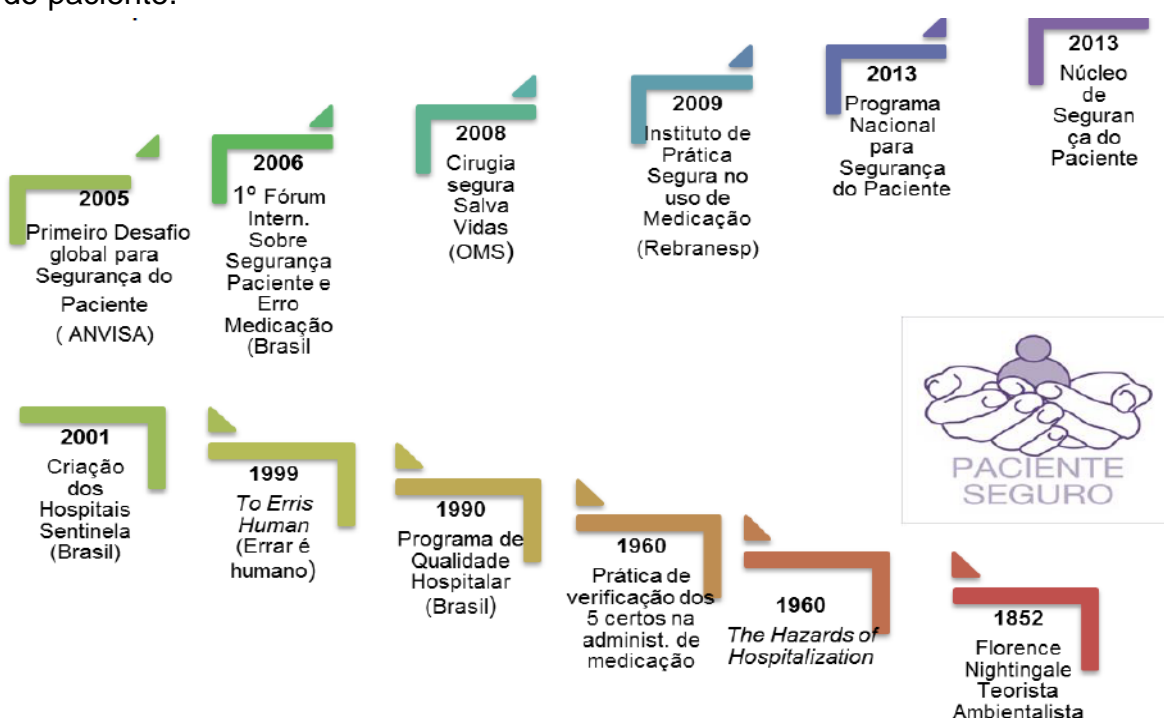 do paciente.
2005
Primeiro Desafio
global para
Segurança do
Paciente
( ANVISA)
2006
1º Fórum
Intern.
Sobre
Segurança
Paciente e
Erro
Medicação
(Brasil
2008
Cirugia
segura
Salva
Vidas
(OMS)
2009
Instituto de
Prática
Segura no
uso de
Medicação
(Rebranesp)
2013
Programa
Nacional
para
Segurança
do Paciente
2013
Núcleo
de
Seguran
ça do
Paciente
2001
Criação
dos
Hospitais
Sentinela
(Brasil)
1999
To Erris
Human
(Errar é
humano)
1990
Programa de
Qualidade
Hospitalar
(Brasil)
1960
Prática de
verificação dos
5 certos na
administ. de
medicação
1960
The Hazards of
Hospitalization
1852
Florence
Nightingale
Teorista
Ambientalista
PACIENTE
SEGURO